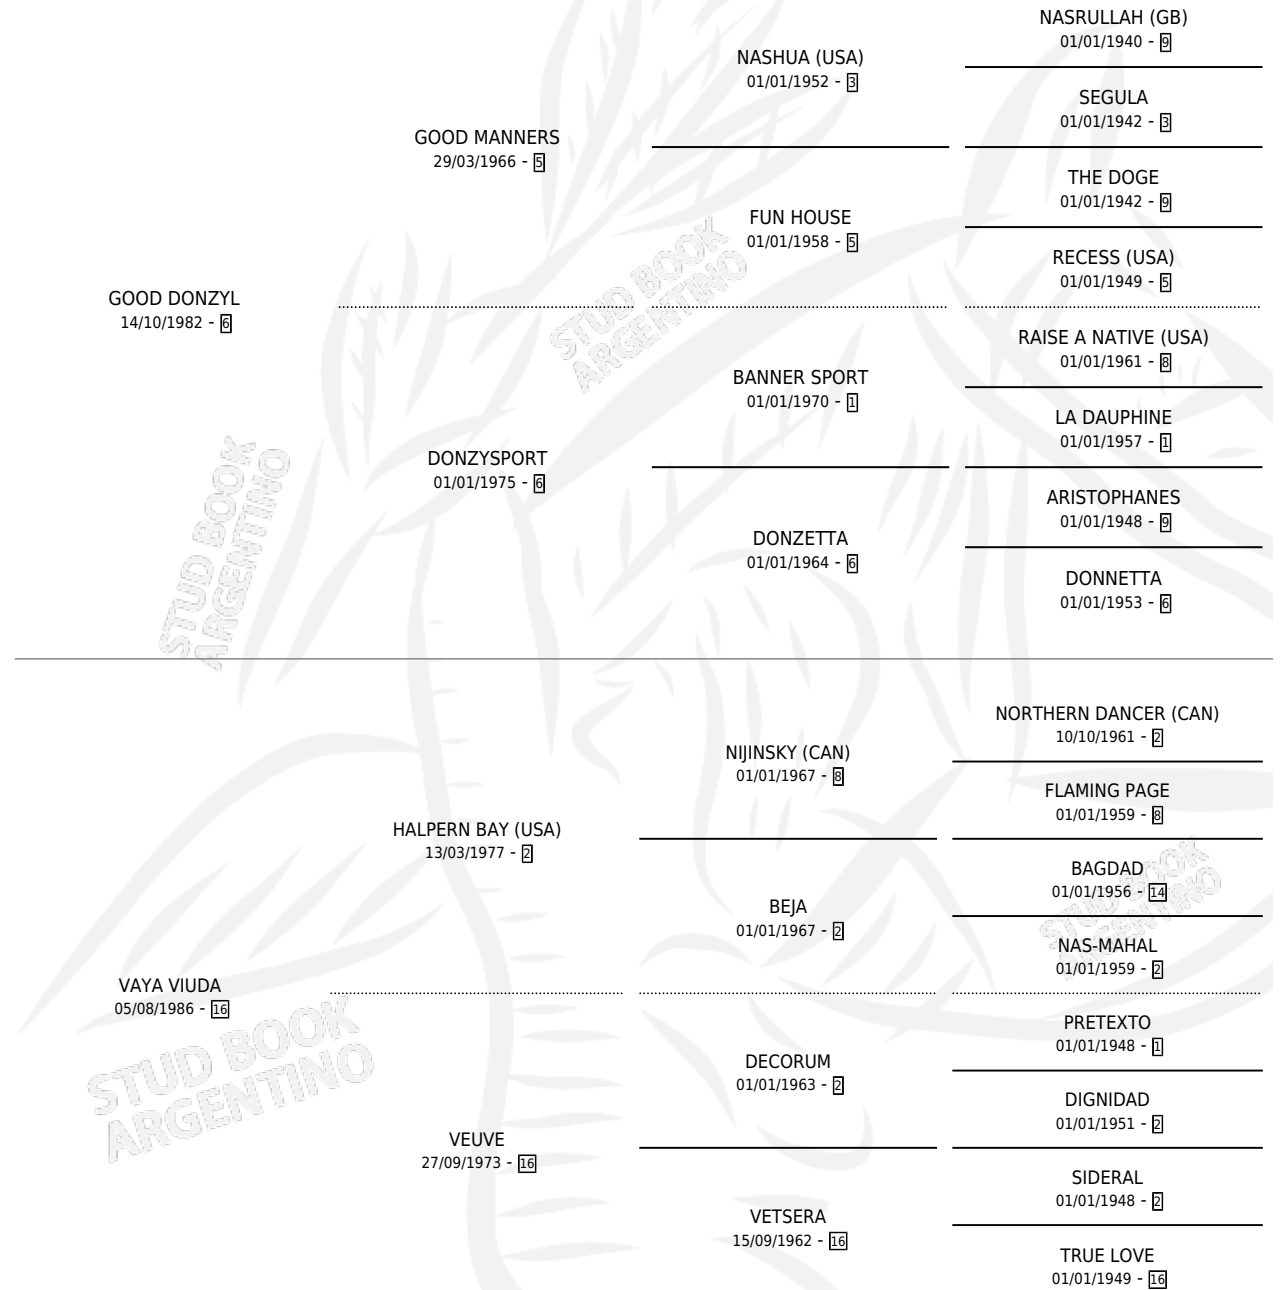 NASRULLAH (GB)
01/01/1940 - 9
NASHUA (USA)
01/01/1952 - 3
SEGULA
01/01/1942 - 3
GOOD MANNERS
29/03/1966 - 5
THE DOGE
01/01/1942 - 9
FUN HOUSE
01/01/1958 - 5
RECESS (USA)
01/01/1949 - 5
GOOD DONZYL
14/10/1982 - 6
RAISE A NATIVE (USA)
01/01/1961 - 8
BANNER SPORT
01/01/1970 - 1
LA DAUPHINE
01/01/1957 - 1
DONZYSPORT
01/01/1975 - 6
ARISTOPHANES
01/01/1948 - 9
DONZETTA
01/01/1964 - 6
DONNETTA
01/01/1953 - 6
STUD BOOK
ARGENTINO
STUD BOOK
ARGENTINO
NORTHERN DANCER (CAN)
10/10/1961 - 2
NIJINSKY (CAN)
01/01/1967 - 8
FLAMING PAGE
01/01/1959 - 8
HALPERN BAY (USA)
13/03/1977 - 2
BAGDAD
01/01/1956 - 14
BEJA
01/01/1967 - 2
NAS-MAHAL
01/01/1959 - 2
STUD BOOK
ARGENTINO
VAYA VIUDA
05/08/1986 - 16
PRETEXTO
01/01/1948 - 1
DECORUM
01/01/1963 - 2
DIGNIDAD
01/01/1951 - 2
STUD BOOK
ARGENTINO
VEUVE
27/09/1973 - 16
SIDERAL
01/01/1948 - 2
VETSERA
15/09/1962 - 16
TRUE LOVE
01/01/1949 - 16